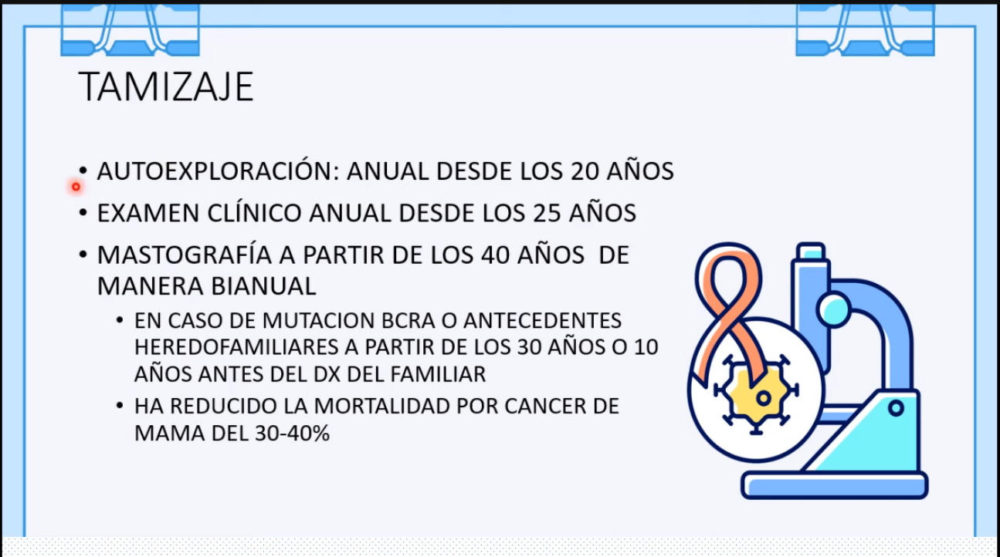 TAMIZAJE
• AUTOEXPLORACIÓN: ANUAL DESDE LOS 20 AÑOS
• EXAMEN CLÍNICO ANUAL DESDE LOS 25 AÑOS
• MASTOGRAFÍA A PARTIR DE LOS 40 AÑOS DE
MANERA BIANUAL
• EN CASO DE MUTACION BCRA O ANTECEDENTES
HEREDOFAMILIARES A PARTIR DE LOS 30 AÑOS O 10
AÑOS ANTES DEL DX DEL FAMILIAR
• HA REDUCIDO LA MORTALIDAD POR CANCER DE
MAMA DEL 30-40%